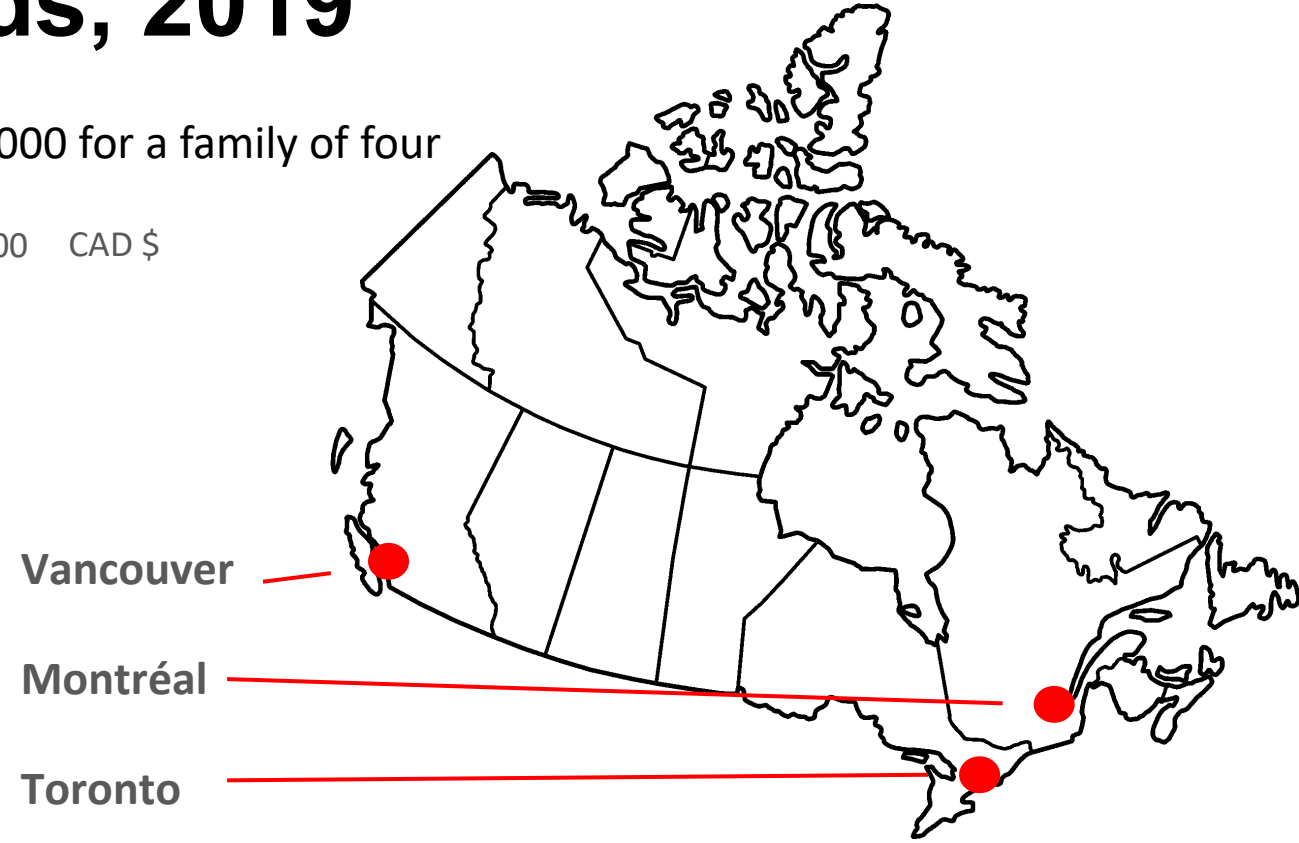 ds, 2019
000 for a family of four
00 CAD $
Vancouver
Montréal
Toronto